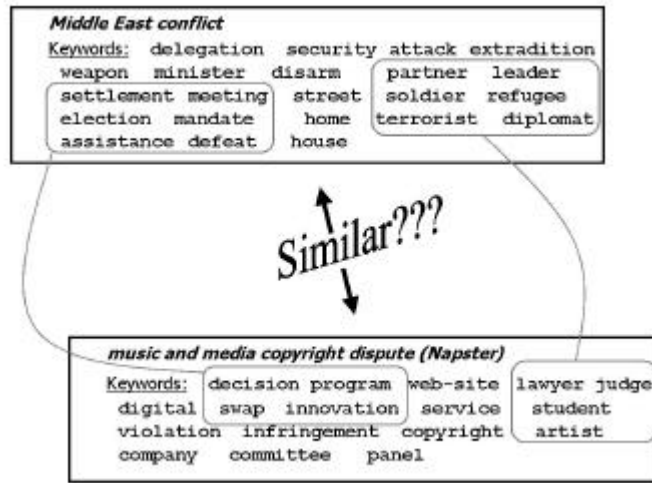 Middle East conflict
Keywords: delegation security attack extradition
weapon minister disarm partner leader
settlement meeting street soldier refugee
election mandate home terrorist diplomat
assistance defeat house
Similar???
music and media copyright dispute (Napster)
Keywords: decision program web-site lawyer judge
digital swap innovation service student
violation infringement copyright artist
company committee panel